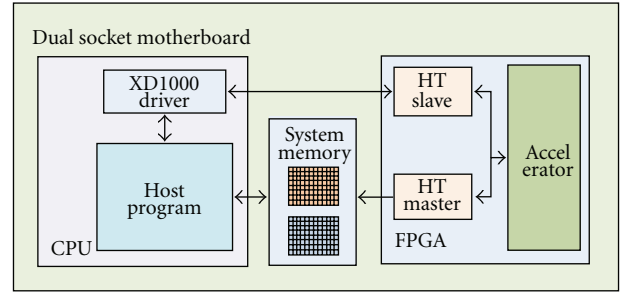 Dual socket motherboard
XD1000
driver
Host
program
CPU
System
memory
HT
slave
HT
master
FPGA
Accel
erator